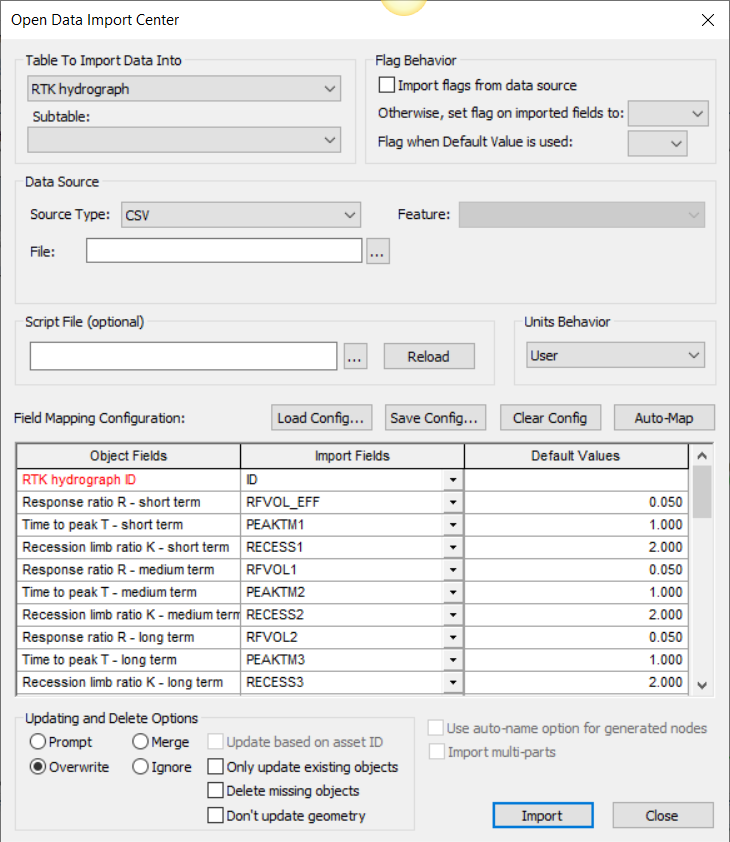 Open Data Import Center
Table To Import Data Into
RTK hydrograph
Subtable:
Flag Behavior
Import flags from data source
Otherwise, set flag on imported fields to:
Flag when Default Value is used:
Data Source
Source Type: CSV
Feature:
File:
...
Script File (optional)
...
Reload
Units Behavior
User
Field Mapping Configuration:
Load Config...
Save Config...
Clear Config
Auto-Map
Object Fields Import Fields Default Values
RTK hydrograph ID ID
Response ratio R - short term RFVOL_EFF 0.050
Time to peak T - short term PEAKTM1 1.000
Recession limb ratio K - short term RECESS1 2.000
Response ratio R - medium term RFVOL1 0.050
Time to peak T - medium term PEAKTM2 1.000
Recession limb ratio K - medium term RECESS2 2.000
Response ratio R - long term RFVOL2 0.050
Time to peak T - long term PEAKTM3 1.000
Recession limb ratio K - long term RECESS3 2.000
Updating and Delete Options
Prompt
Merge
Update based on asset ID
Overwrite
Ignore
Only update existing objects
Delete missing objects
Don't update geometry
Use auto-name option for generated nodes
Import multi-parts
Import
Close